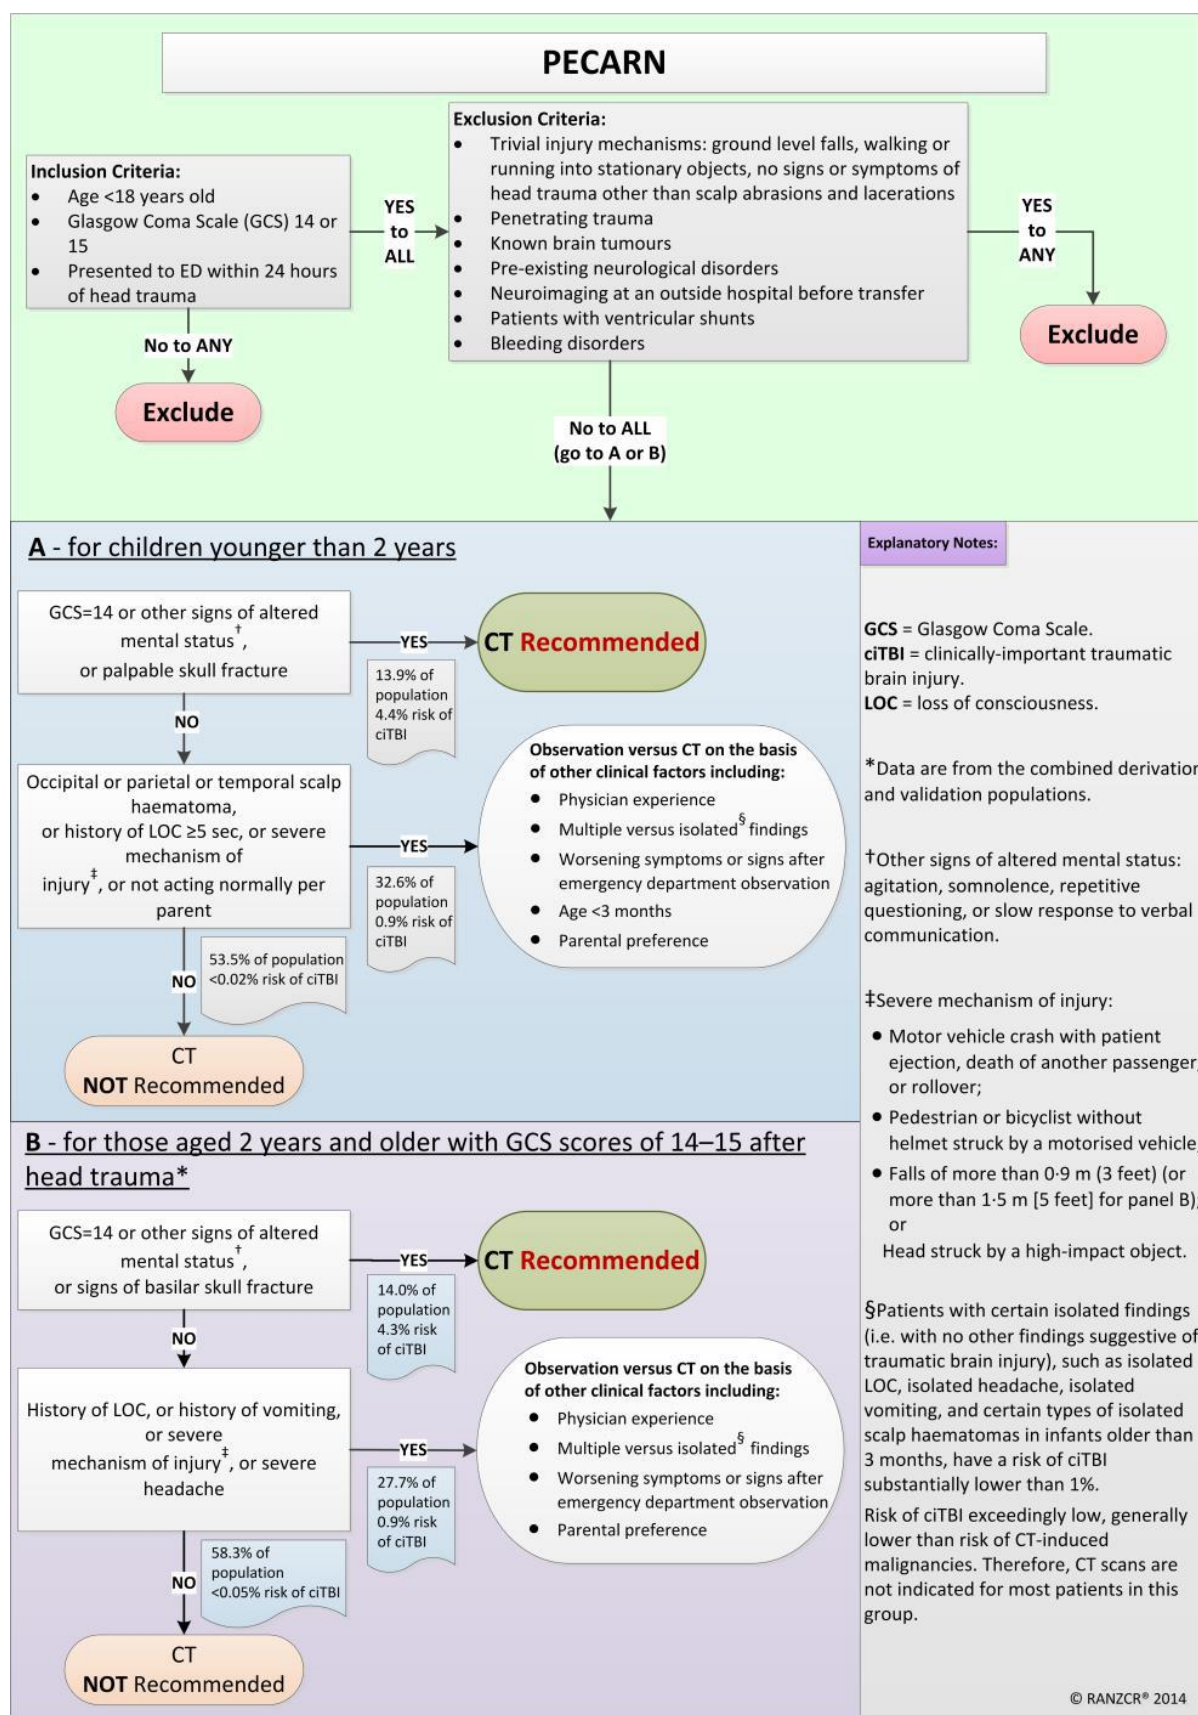 PECARN
Inclusion Criteria:
• Age <18 years old
• Glasgow Coma Scale (GCS) 14 or
15
• Presented to ED within 24 hours
of head trauma
YES
to
ALL
Exclusion Criteria:
• Trivial injury mechanisms: ground level falls, walking or
running into stationary objects, no signs or symptoms of
head trauma other than scalp abrasions and lacerations
• Penetrating trauma
• Known brain tumours
• Pre-existing neurological disorders
• Neuroimaging at an outside hospital before transfer
• Patients with ventricular shunts
• Bleeding disorders
YES
to
ANY
Exclude
No to ANY
Exclude
No to ALL
(go to A or B)
A - for children younger than 2 years
GCS=14 or other signs of altered
mental status†,
or palpable skull fracture
YES
CT Recommended
13.9% of
population
4.4% risk of
ciTBI
NO
Occipital or parietal or temporal scalp
haematoma,
or history of LOC ≥5 sec, or severe
mechanism of
injury‡, or not acting normally per
parent
YES
32.6% of
population
0.9% risk of
ciTBI
Observation versus CT on the basis
of other clinical factors including:
• Physician experience
• Multiple versus isolated§ findings
• Worsening symptoms or signs after
emergency department observation
• Age <3 months
• Parental preference
NO
53.5% of population
<0.02% risk of ciTBI
CT
NOT Recommended
B - for those aged 2 years and older with GCS scores of 14–15 after
head trauma*
GCS=14 or other signs of altered
mental status†,
or signs of basilar skull fracture
YES
CT Recommended
14.0% of
population
4.3% risk
of ciTBI
NO
History of LOC, or history of vomiting,
or severe
mechanism of injury‡, or severe
headache
YES
27.7% of
population
0.9% risk
of ciTBI
Observation versus CT on the basis
of other clinical factors including:
• Physician experience
• Multiple versus isolated§ findings
• Worsening symptoms or signs after
emergency department observation
• Parental preference
NO
58.3% of
population
<0.05% risk of ciTBI
CT
NOT Recommended
Explanatory Notes:
GCS = Glasgow Coma Scale.
ciTBI = clinically-important traumatic
brain injury.
LOC = loss of consciousness.
*Data are from the combined derivation
and validation populations.
†Other signs of altered mental status:
agitation, somnolence, repetitive
questioning, or slow response to verbal
communication.
‡Severe mechanism of injury:
• Motor vehicle crash with patient
ejection, death of another passenger,
or rollover;
• Pedestrian or bicyclist without
helmet struck by a motorised vehicle;
• Falls of more than 0·9 m (3 feet) (or
more than 1·5 m [5 feet] for panel B);
or
Head struck by a high-impact object.
§Patients with certain isolated findings
(i.e. with no other findings suggestive of
traumatic brain injury), such as isolated
LOC, isolated headache, isolated
vomiting, and certain types of isolated
scalp haematomas in infants older than
3 months, have a risk of ciTBI
substantially lower than 1%.
Risk of ciTBI exceedingly low, generally
lower than risk of CT-induced
malignancies. Therefore, CT scans are
not indicated for most patients in this
group.
© RANZCR® 2014